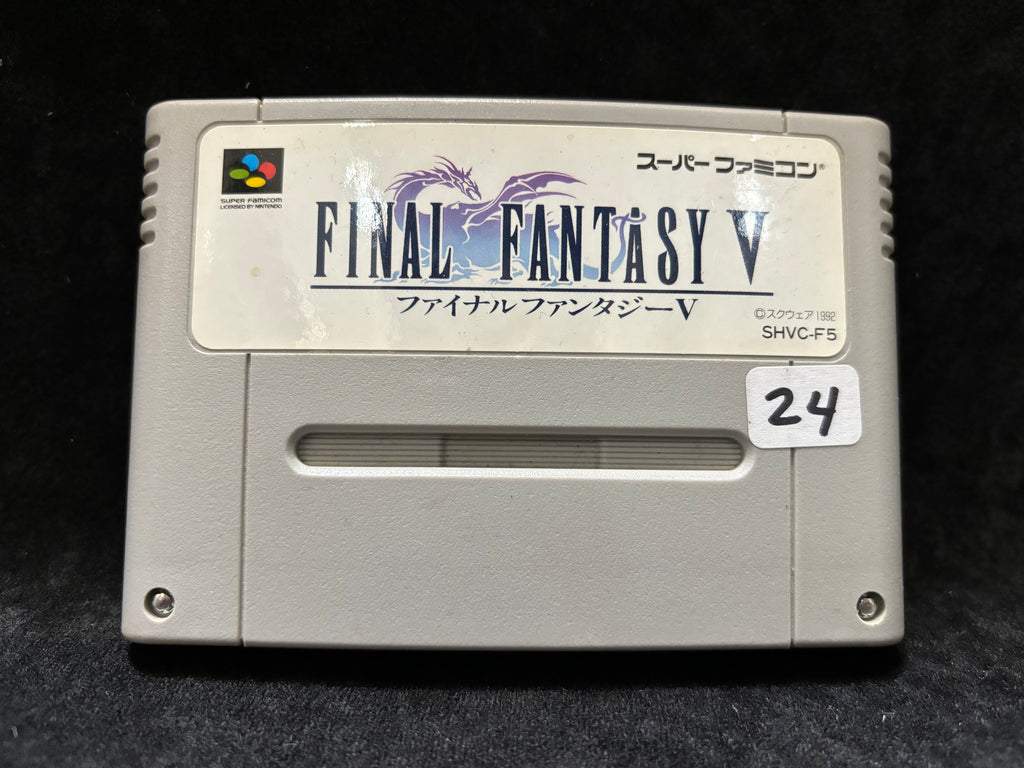 スーパーファミコン®
SUPER FAMICOM
LICENSED BY NINTENDO
FINAL FANTASY V
ファイナルファンタジーV
©スクウェア 1992
SHVC-F5
24